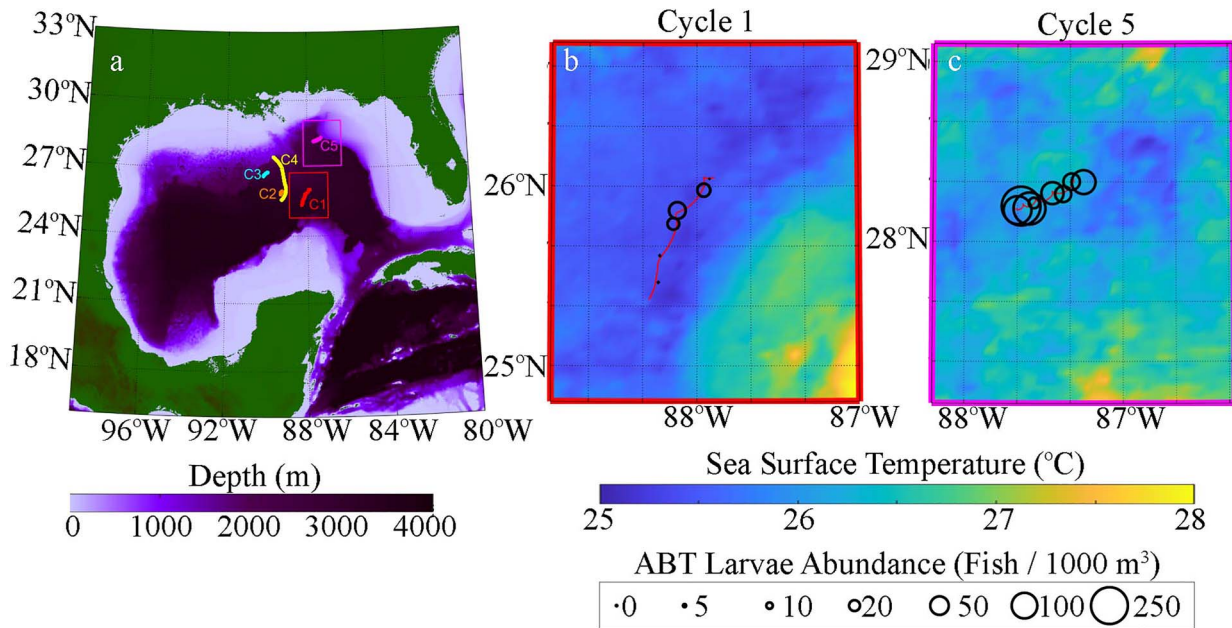 Cycle 1
Cycle 5
33°N
30°N
27°N
24°N
21°N
18°N
96°W
92°W
88°W
84°W
80°W
a
C5
C4
C3
C2
C1
b
26°N
25°N
88°W
87°W
c
29°N
28°N
88°W
87°W
Depth (m)
0 1000 2000 3000 4000
Sea Surface Temperature (°C)
25 26 27 28
ABT Larvae Abundance (Fish / 1000 m³)
0 5 10 20 50 100 250